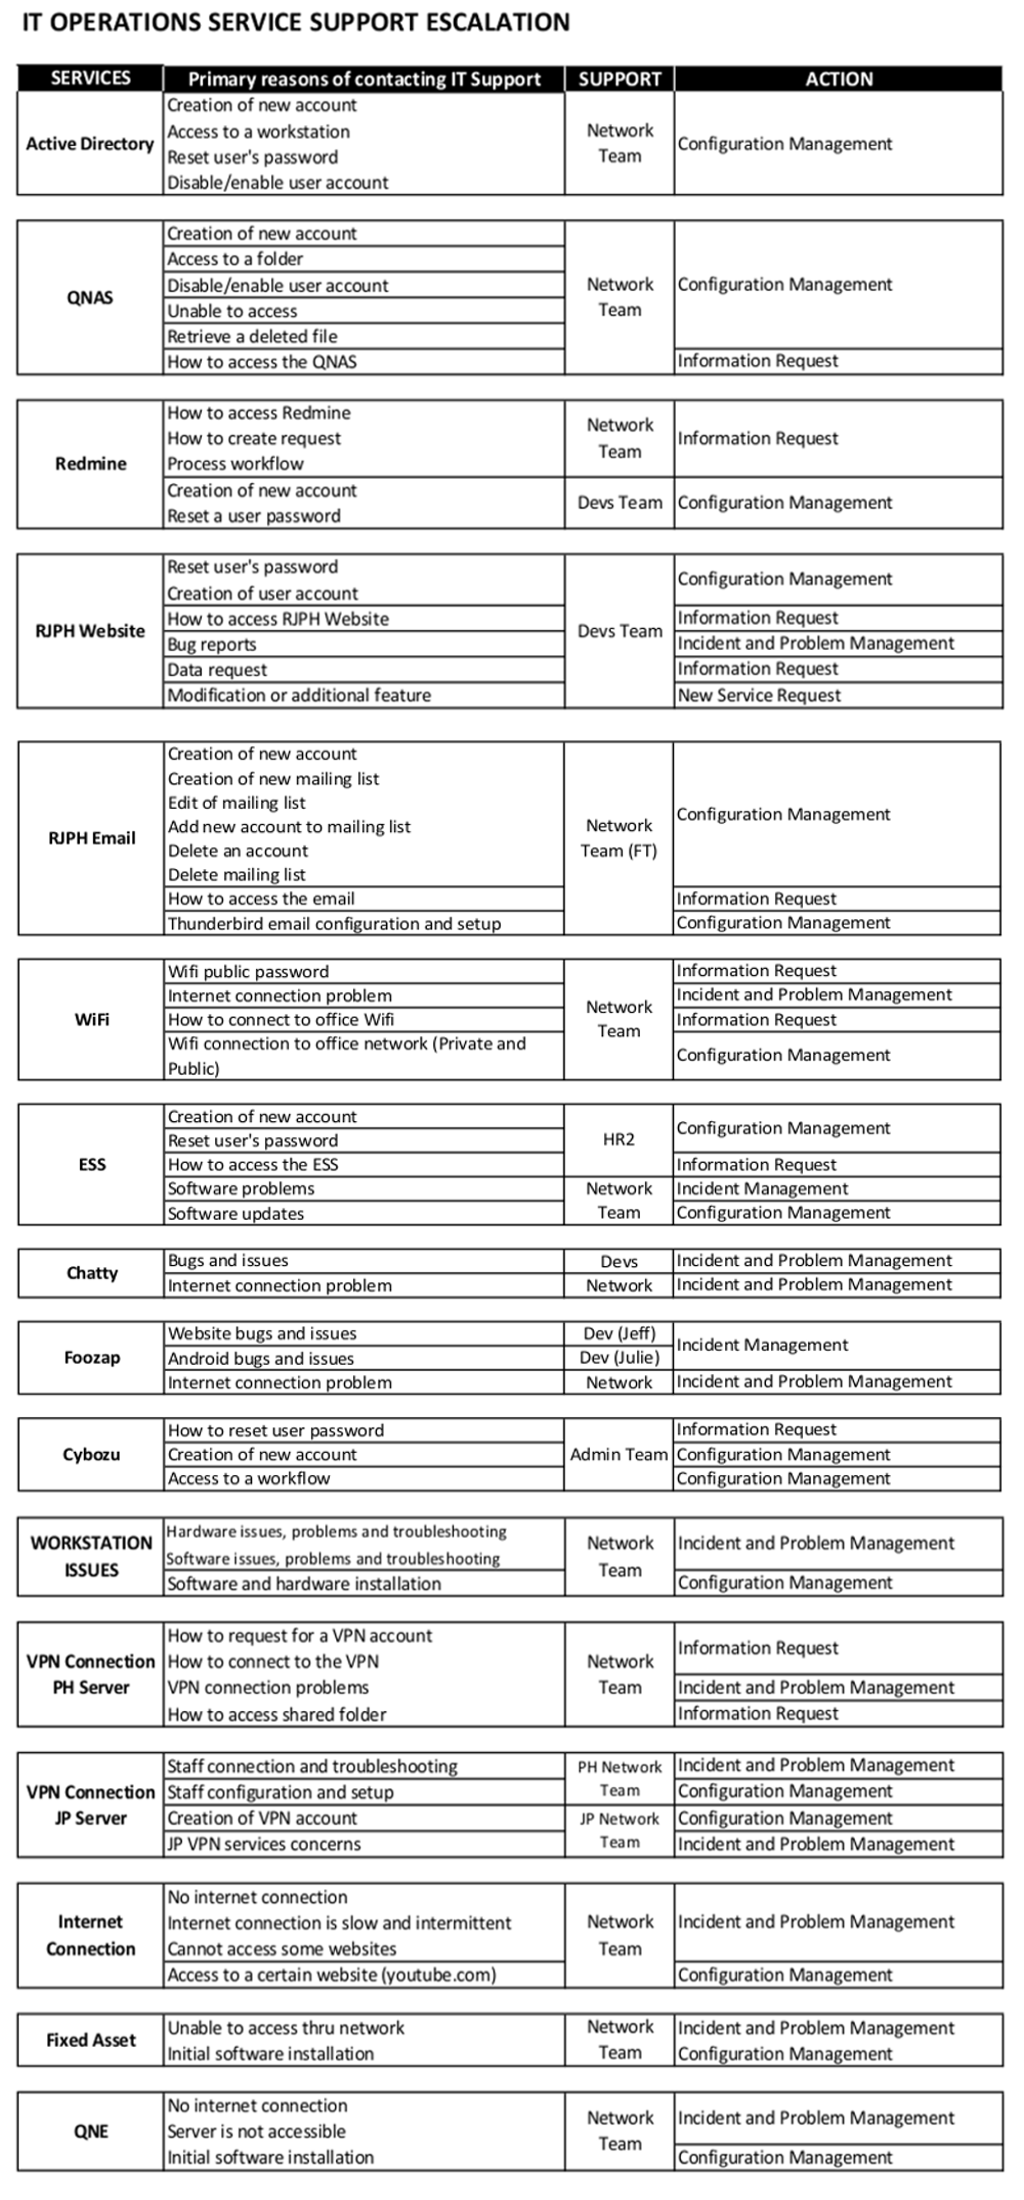 IT OPERATIONS SERVICE SUPPORT ESCALATION
SERVICES Primary reasons of contacting IT Support SUPPORT ACTION
Active Directory
Creation of new account
Access to a workstation
Reset user's password
Disable/enable user account
Network
Team
Configuration Management
QNAS
Creation of new account
Access to a folder
Disable/enable user account
Unable to access
Retrieve a deleted file
How to access the QNAS
Network
Team
Configuration Management
Information Request
Redmine
How to access Redmine
How to create request
Process workflow
Network
Team
Information Request
Creation of new account
Reset a user password
Devs Team
Configuration Management
RJPH Website
Reset user's password
Creation of user account
How to access RJPH Website
Bug reports
Data request
Modification or additional feature
Devs Team
Configuration Management
Information Request
Incident and Problem Management
Information Request
New Service Request
RJPH Email
Creation of new account
Creation of new mailing list
Edit of mailing list
Add new account to mailing list
Delete an account
Delete mailing list
How to access the email
Thunderbird email configuration and setup
Network
Team (FT)
Configuration Management
Information Request
Configuration Management
WiFi
Wifi public password
Internet connection problem
How to connect to office Wifi
Wifi connection to office network (Private and
Public)
Network
Team
Information Request
Incident and Problem Management
Information Request
Configuration Management
ESS
Creation of new account
Reset user's password
How to access the ESS
Software problems
Software updates
HR2
Network
Team
Configuration Management
Information Request
Incident Management
Configuration Management
Chatty
Bugs and issues
Internet connection problem
Devs
Network
Incident and Problem Management
Incident and Problem Management
Foozap
Website bugs and issues
Android bugs and issues
Internet connection problem
Dev (Jeff)
Dev (Julie)
Network
Incident Management
Incident and Problem Management
Cybozu
How to reset user password
Creation of new account
Access to a workflow
Admin Team
Information Request
Configuration Management
Configuration Management
WORKSTATION
ISSUES
Hardware issues, problems and troubleshooting
Software issues, problems and troubleshooting
Software and hardware installation
Network
Team
Incident and Problem Management
Configuration Management
VPN Connection
PH Server
How to request for a VPN account
How to connect to the VPN
VPN connection problems
How to access shared folder
Network
Team
Information Request
Incident and Problem Management
Information Request
VPN Connection
JP Server
Staff connection and troubleshooting
Staff configuration and setup
Creation of VPN account
JP VPN services concerns
PH Network
Team
JP Network
Team
Incident and Problem Management
Configuration Management
Configuration Management
Incident and Problem Management
Internet
Connection
No internet connection
Internet connection is slow and intermittent
Cannot access some websites
Access to a certain website (youtube.com)
Network
Team
Incident and Problem Management
Configuration Management
Fixed Asset
Unable to access thru network
Initial software installation
Network
Team
Incident and Problem Management
Configuration Management
QNE
No internet connection
Server is not accessible
Initial software installation
Network
Team
Incident and Problem Management
Configuration Management